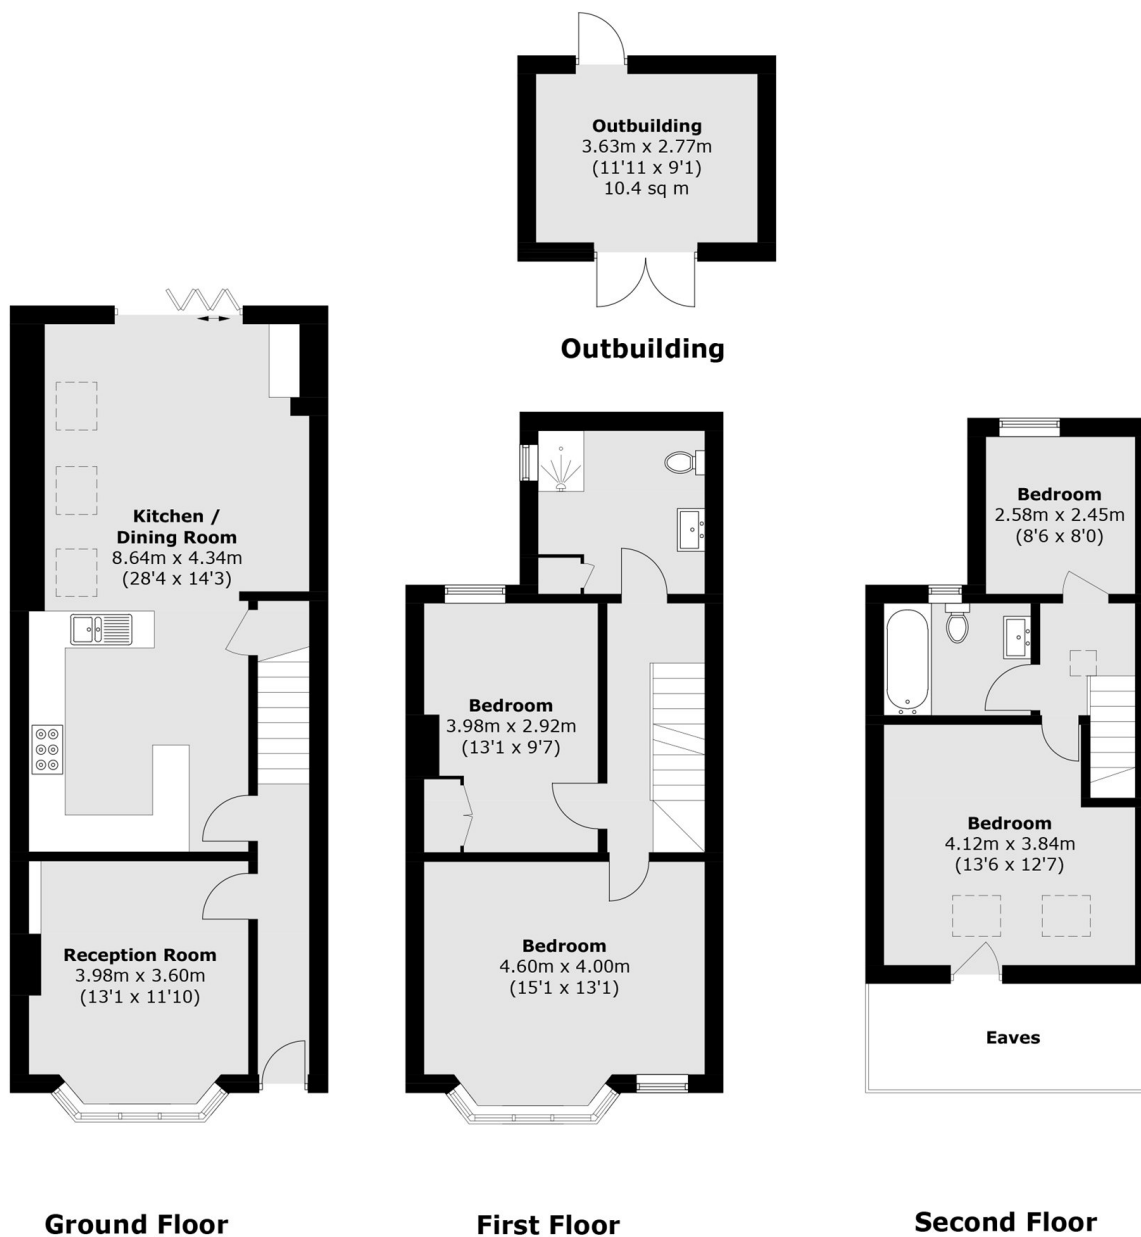 Outbuilding
3.63m x 2.77m
(11'11 x 9'1)
10.4 sq m
Outbuilding
Kitchen /
Dining Room
8.64m x 4.34m
(28'4 x 14'3)
Reception Room
3.98m x 3.60m
(13'1 x 11'10)
Ground Floor
Bedroom
3.98m x 2.92m
(13'1 x 9'7)
Bedroom
4.60m x 4.00m
(15'1 x 13'1)
First Floor
Bedroom
2.58m x 2.45m
(8'6 x 8'0)
Bedroom
4.12m x 3.84m
(13'6 x 12'7)
Eaves
Second Floor